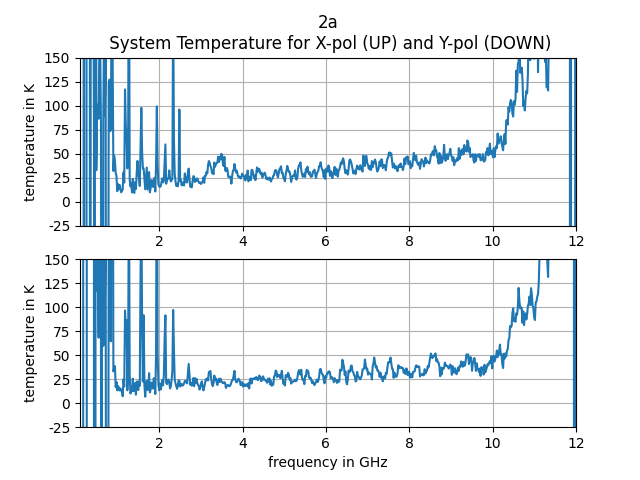 2a
System Temperature for X-pol (UP) and Y-pol (DOWN)
150
125
100
75
50
25
0
-25
temperature in K
2 4 6 8 10 12
150
125
100
75
50
25
0
-25
temperature in K
2 4 6 8 10 12
frequency in GHz